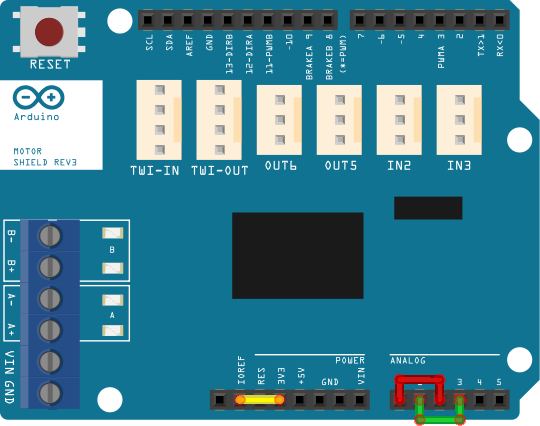 RESET
SCL
SDA
AREF
GND
13-DIRB
12-DIRA
11-PWMB
-10
BRAKEA 9
BRAKEB 8
(*=PWM)
7
-6
-5
4
PWMA 3
2
TX>1
RX<0
Arduino
MOTOR
SHIELD REV3
TWI-IN
TWI-OUT
OUT6
OUT5
IN2
IN3
B-
B+
B
A-
A+
A
VIN
GND
POWER
ANALOG
IOREF
RES
3V3
+5V
GND
VIN
3
4
5